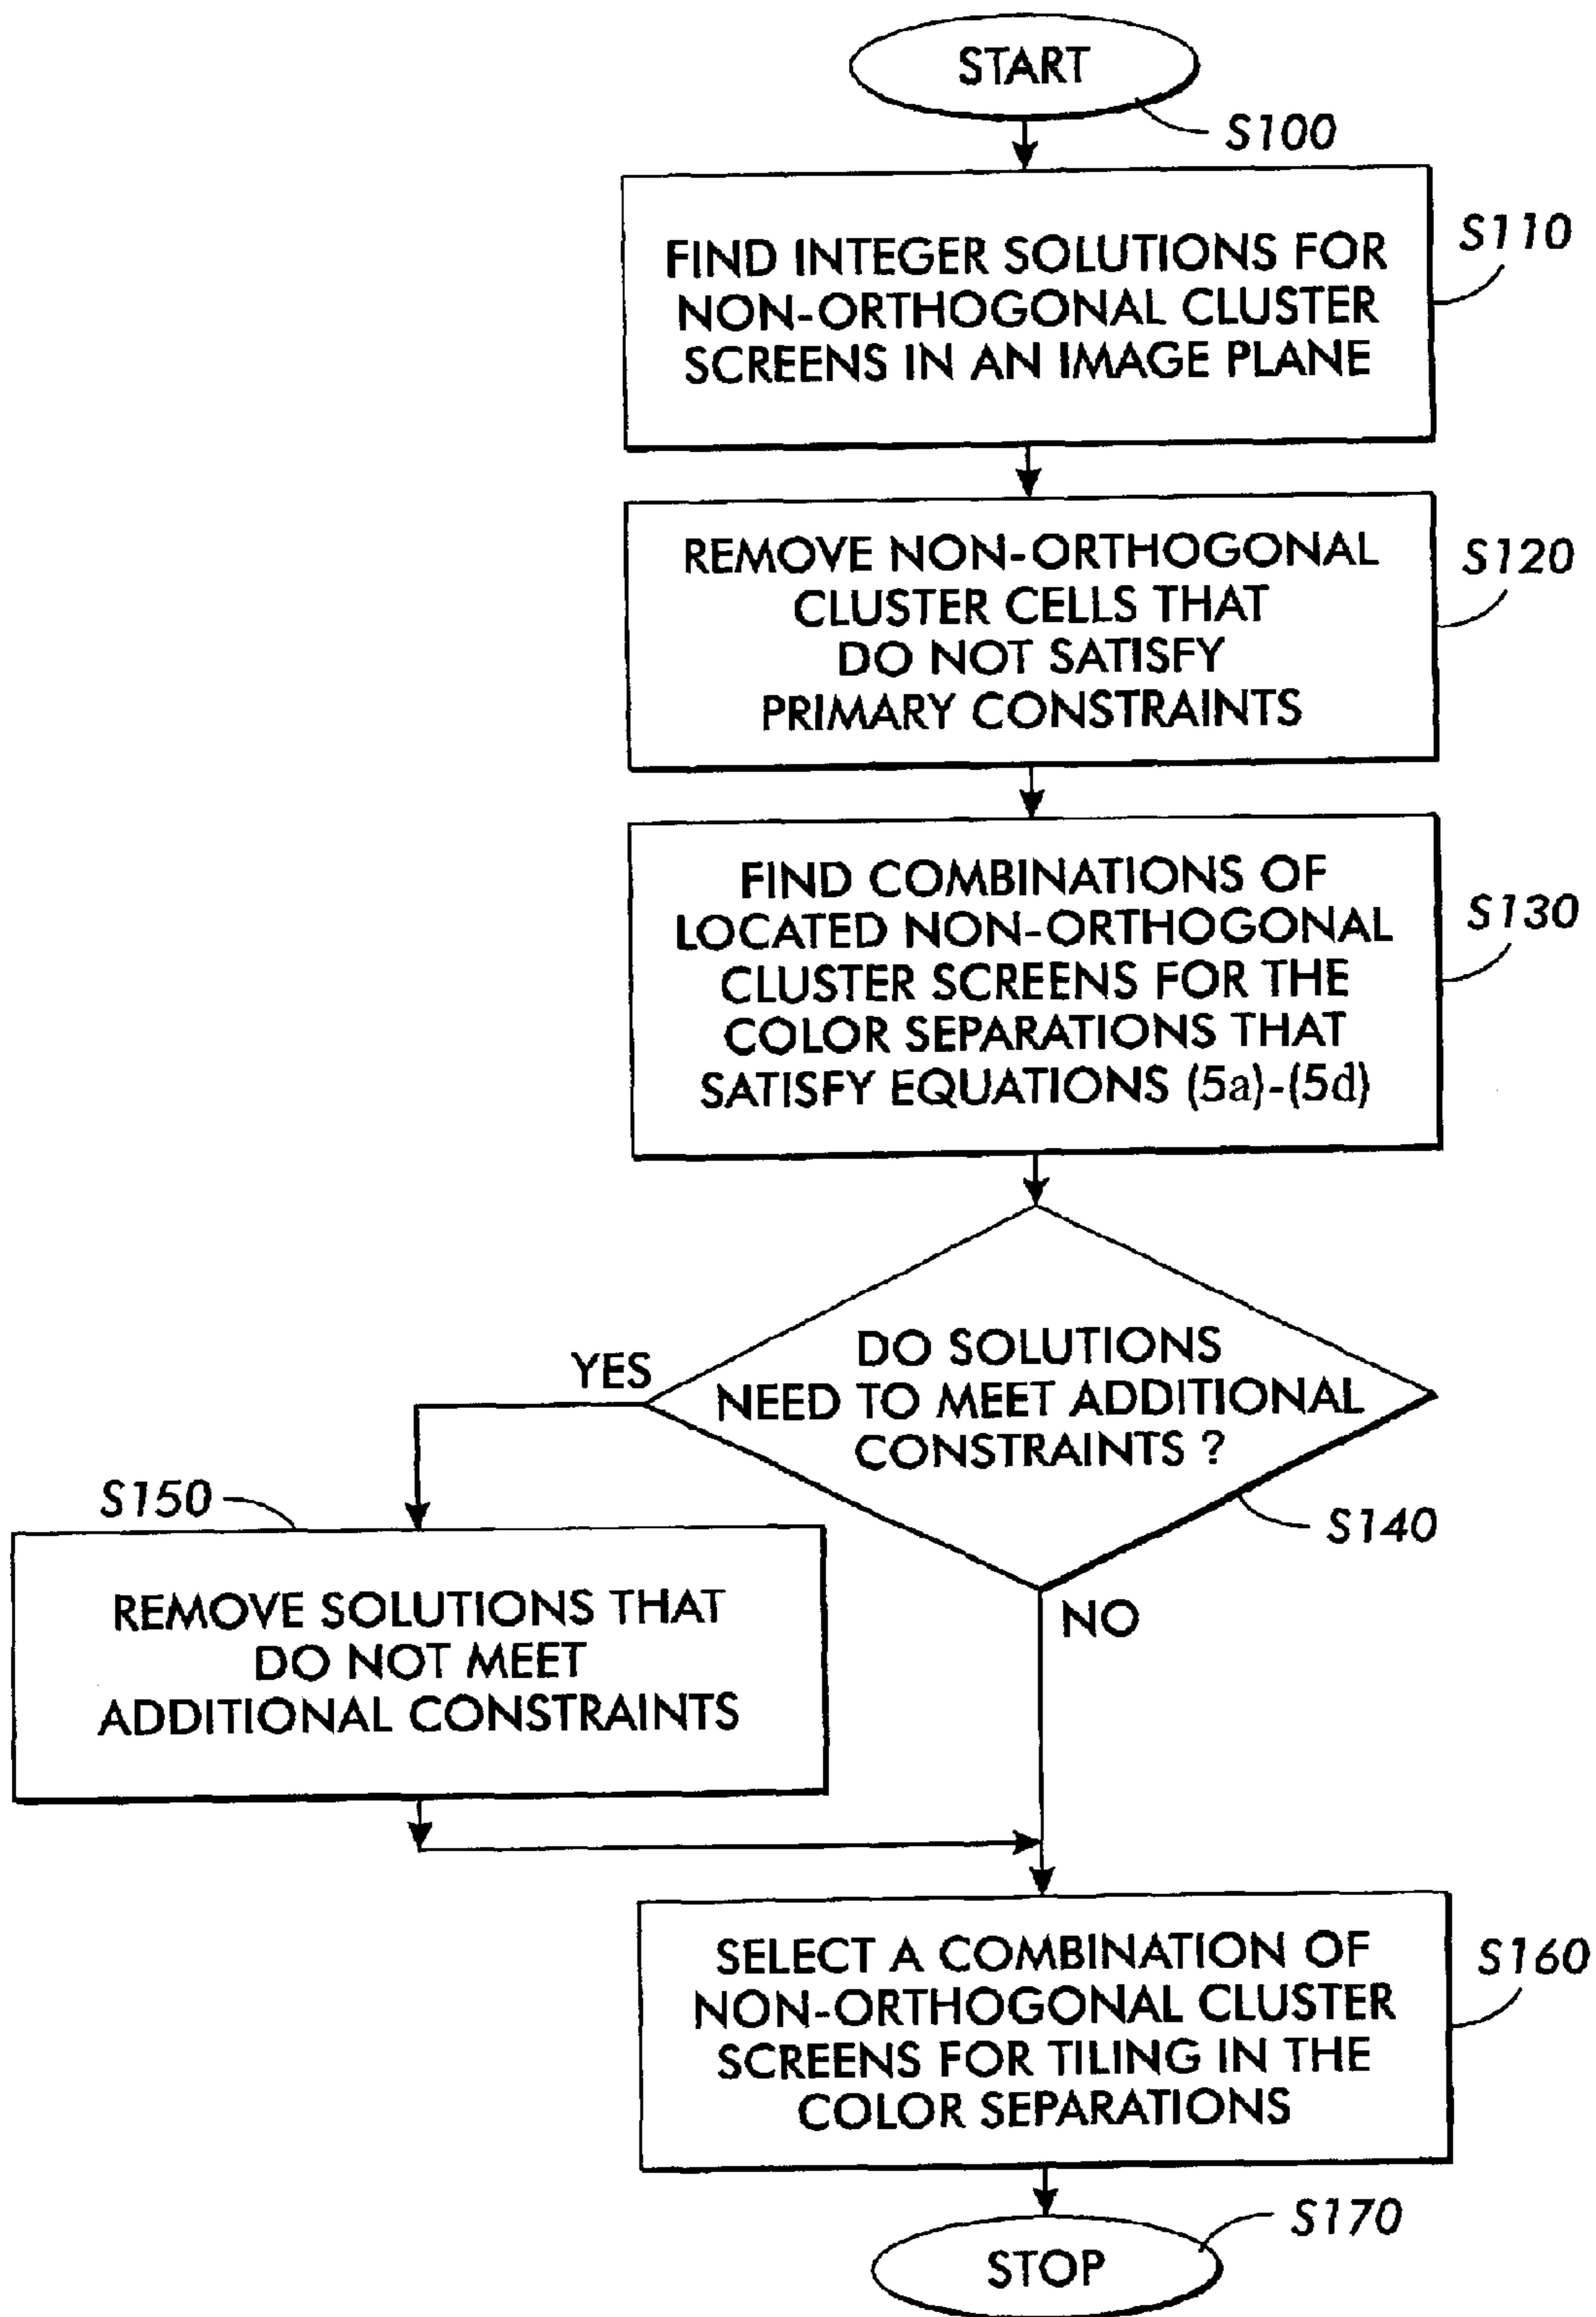 START
S100
FIND INTEGER SOLUTIONS FOR
NON-ORTHOGONAL CLUSTER
SCREENS IN AN IMAGE PLANE
S110
REMOVE NON-ORTHOGONAL
CLUSTER CELLS THAT
DO NOT SATISFY
PRIMARY CONSTRAINTS
S120
FIND COMBINATIONS OF
LOCATED NON-ORTHOGONAL
CLUSTER SCREENS FOR THE
COLOR SEPARATIONS THAT
SATISFY EQUATIONS (5a)-(5d)
S130
DO SOLUTIONS
NEED TO MEET ADDITIONAL
CONSTRAINTS ?
S140
YES
NO
S150
REMOVE SOLUTIONS THAT
DO NOT MEET
ADDITIONAL CONSTRAINTS
SELECT A COMBINATION OF
NON-ORTHOGONAL CLUSTER
SCREENS FOR TILING IN THE
COLOR SEPARATIONS
S160
S170
STOP